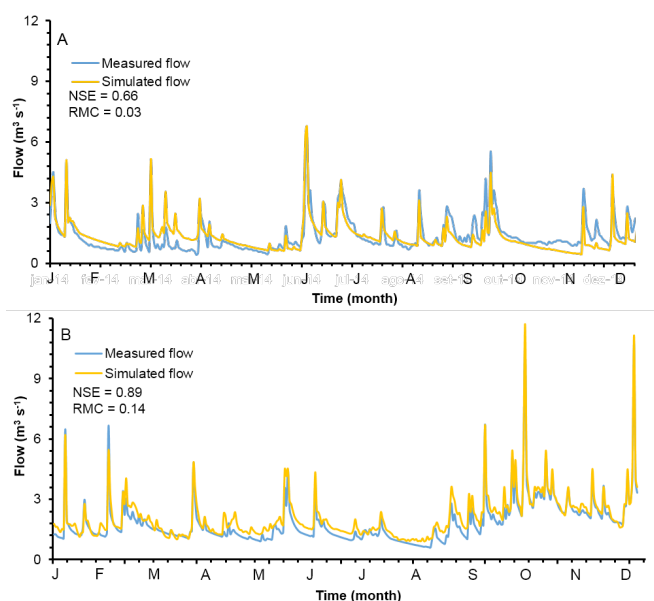 12
A
Measured flow
Simulated flow
NSE = 0.66
RMC = 0.03
9
6
3
0
Flow (m³ s⁻¹)
J F M A M J J A S O N D
jan-14 fev-14 mar-14 abr-14 mai-14 jun-14 jul-14 ago-14 set-14 out-14 nov-14 dez-14
Time (month)
12
B
Measured flow
Simulated flow
NSE = 0.89
RMC = 0.14
9
6
3
0
Flow (m³ s⁻¹)
J F M A M J J A S O N D
Time (month)